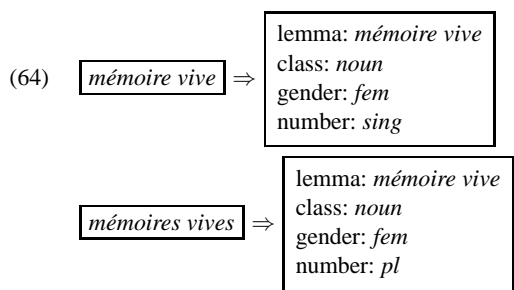 lemma: mémoire vive
(64) mémoire vive ⇒ class: noun
gender: fem
number: sing
lemma: mémoire vive
mémoires vives ⇒ class: noun
gender: fem
number: pl